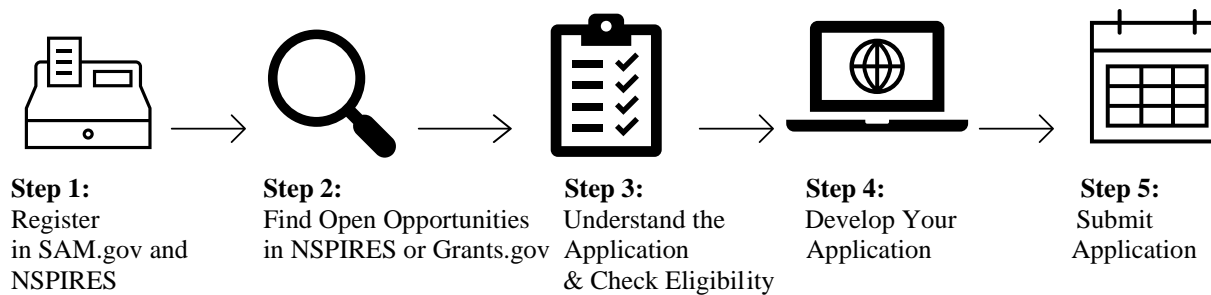 Step 1:
Register
in SAM.gov and
NSPIRES
Step 2:
Find Open Opportunities
in NSPIRES or Grants.gov
Step 3:
Understand the
Application
& Check Eligibility
Step 4:
Develop Your
Application
Step 5:
Submit
Application